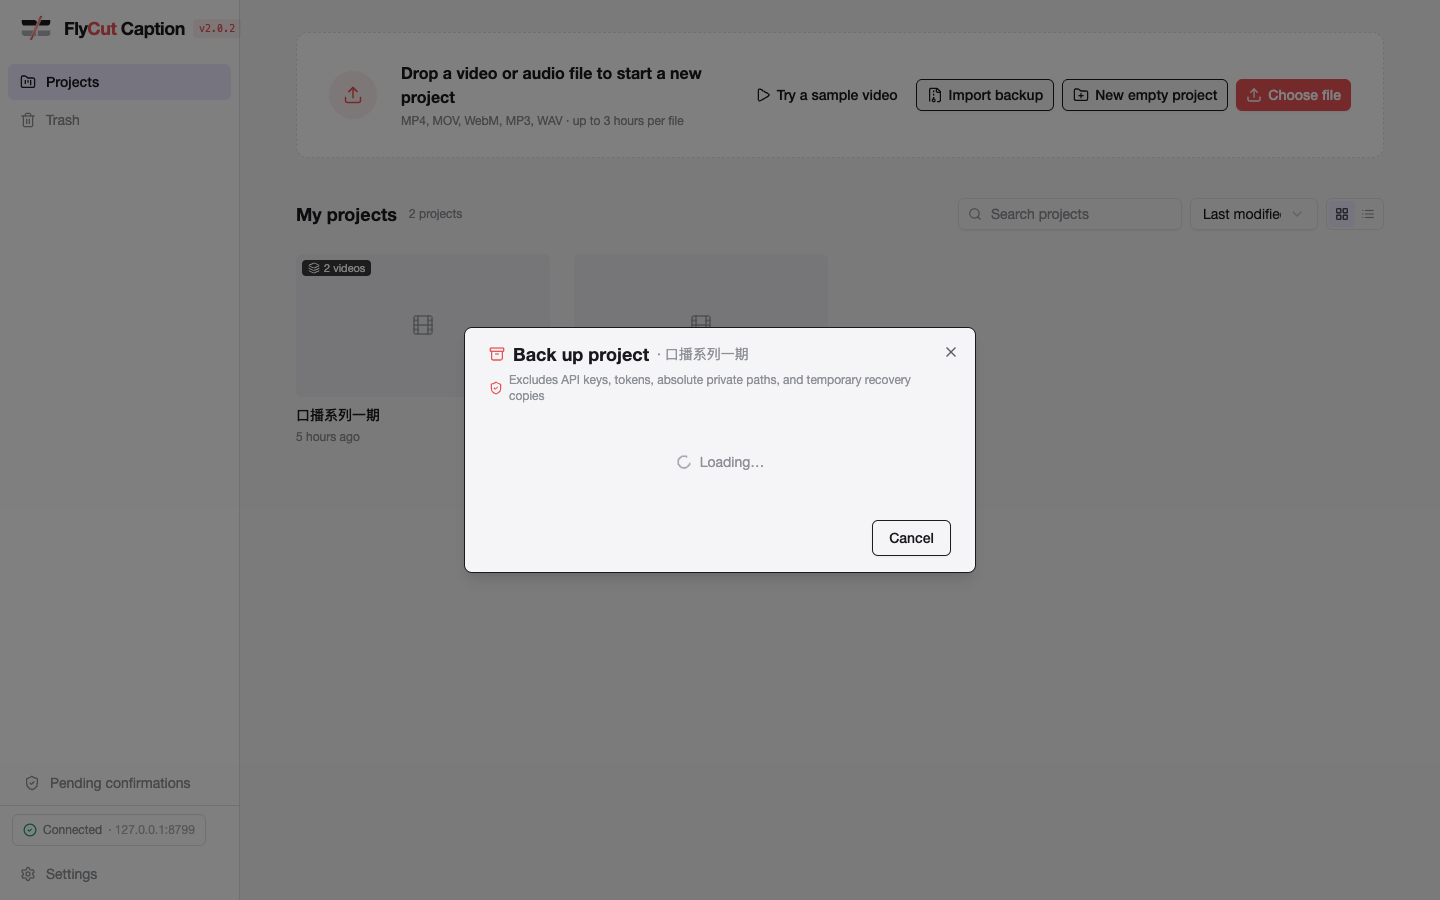 FlyCut Caption v2.0.2
Projects
Trash
Drop a video or audio file to start a new
project
MP4, MOV, WebM, MP3, WAV · up to 3 hours per file
Try a sample video
Import backup
New empty project
Choose file
My projects 2 projects
Search projects
Last modifie
2 videos
口播系列一期
5 hours ago
Back up project · 口播系列一期
Excludes API keys, tokens, absolute private paths, and temporary recovery
copies
Loading...
Cancel
Pending confirmations
Connected · 127.0.0.1:8799
Settings